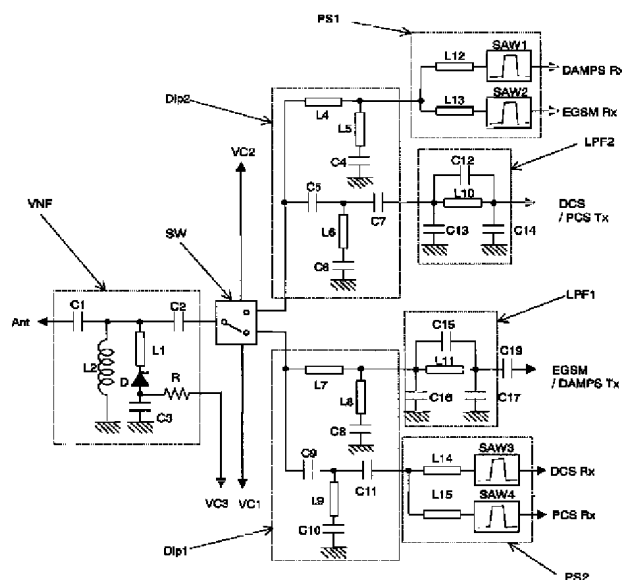 PS1
SAW1
L12
DAMPS Rx
SAW2
Dip2
L4
L13
EGSM Rx
L5
C4
LPF2
VC2
C12
C5
L10
DCS
/ PCS Tx
VNF
SW
L6
C7
C13
C14
C6
C1
C2
LPF1
Ant
C15
L1
L2
D
R
L7
L11
C19
EGSM
/ DAMPS Tx
L8
C16
C17
C3
C8
SAW3
C9
L14
DCS Rx
C11
L9
L15
SAW4
VC3
VC1
C10
PCS Rx
Dip1
PS2